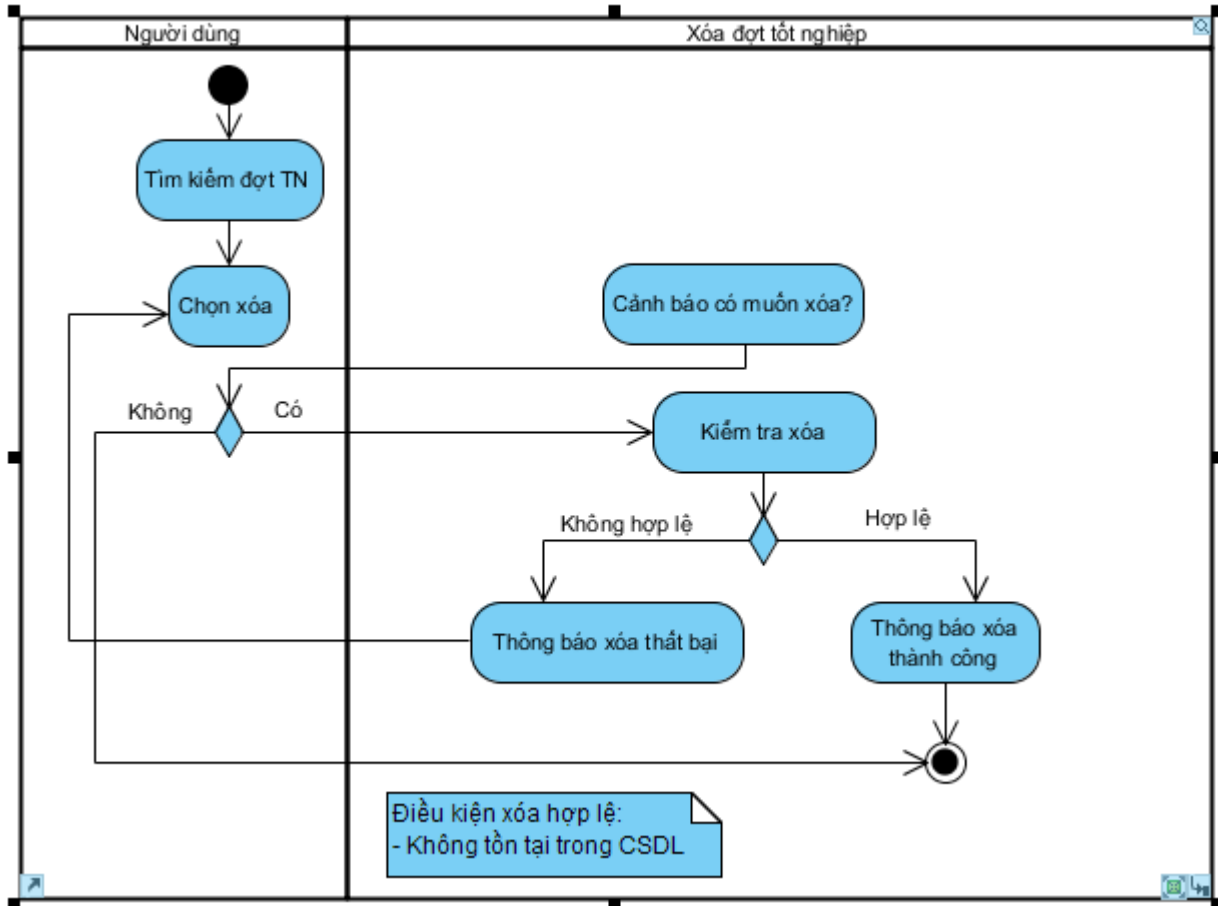 Người dùng
Xóa đợt tốt nghiệp
Tìm kiếm đợt TN
Chọn xóa
Cảnh báo có muốn xóa?
Không
Có
Kiểm tra xóa
Không hợp lệ
Hợp lệ
Thông báo xóa thất bại
Thông báo xóa
thành công
Điều kiện xóa hợp lệ:
- Không tồn tại trong CSDL